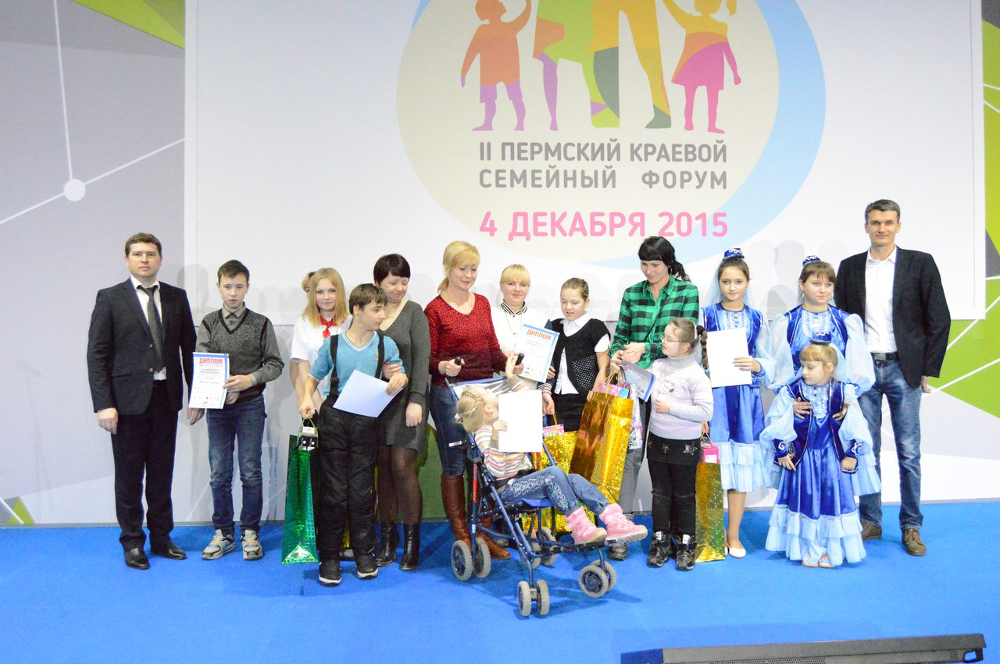 II ПЕРМСКИЙ КРАЕВОЙ
СЕМЕЙНЫЙ ФОРУМ
4 ДЕКАБРЯ 2015
ДИПЛОМ
ДИПЛОМ